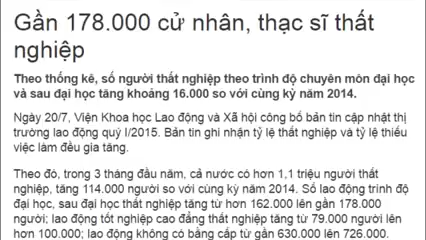 Gần 178.000 cử nhân, thạc sĩ thất
nghiệp
Theo thống kê, số người thất nghiệp theo trình độ chuyên môn đại học
và sau đại học tăng khoảng 16.000 so với cùng kỳ năm 2014.
Ngày 20/7, Viện Khoa học Lao động và Xã hội công bố bản tin cập nhật thị
trường lao động quý I/2015. Bản tin ghi nhận tỷ lệ thất nghiệp và tỷ lệ thiếu
việc làm đều gia tăng.
Theo đó, trong 3 tháng đầu năm, cả nước có hơn 1,1 triệu người thất
nghiệp, tăng 114.000 người so với cùng kỳ năm 2014. Số lao động trình độ
đại học, sau đại học thất nghiệp tăng từ hơn 162.000 lên gần 178.000
người; lao động tốt nghiệp cao đẳng thất nghiệp tăng từ 79.000 người lên
hơn 100.000; lao động không có bằng cấp từ gần 630.000 lên 726.000.